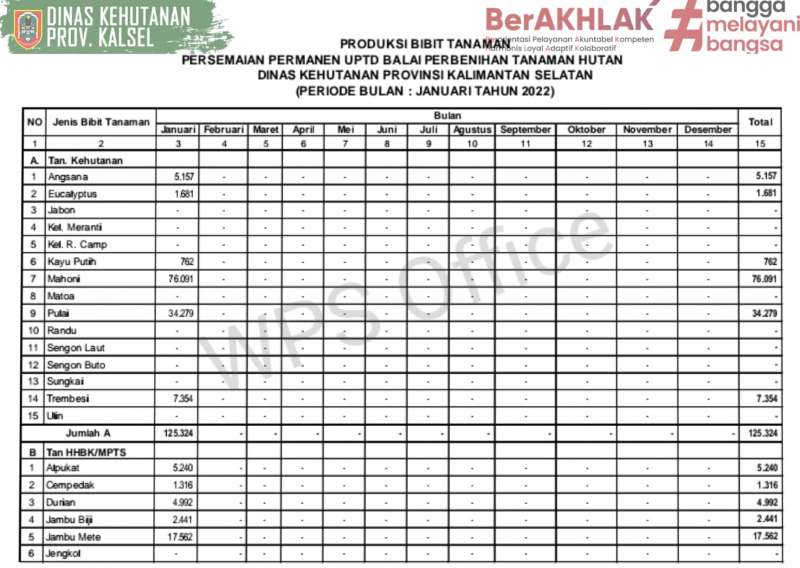 DINAS KEHUTANAN
PROV. KALSEL
BerAKHLAK
Berorientasi Pelayanan Akuntabel Kompeten
Harmonis Loyal Adaptif Kolaboratif
#bangga
melayani
bangsa
PRODUKSI BIBIT TANAMAN
PERSEMAIAN PERMANEN UPTD BALAI PERBENIHAN TANAMAN HUTAN
DINAS KEHUTANAN PROVINSI KALIMANTAN SELATAN
(PERIODE BULAN : JANUARI TAHUN 2022)
NO Jenis Bibit Tanaman Bulan Total
Januari Februari Maret April Mei Juni Juli Agustus September Oktober November Desember
1 2 3 4 5 6 7 8 9 10 11 12 13 14 15
A. Tan. Kehutanan
1 Angsana 5.157 - - - - - - - - - - - 5.157
2 Eucalyptus 1.681 - - - - - - - - - - - 1.681
3 Jabon - - - - - - - - - - - - -
4 Kel. Meranti - - - - - - - - - - - - -
5 Kel. R. Camp - - - - - - - - - - - - -
6 Kayu Putih 762 - - - - - - - - - - - 762
7 Mahoni 76.091 - - - - - - - - - - - 76.091
8 Matoa - - - - - - - - - - - - -
9 Pulai 34.279 - - - - - - - - - - - 34.279
10 Randu - - - - - - - - - - - - -
11 Sengon Laut - - - - - - - - - - - - -
12 Sengon Buto - - - - - - - - - - - - -
13 Sungkai - - - - - - - - - - - - -
14 Trembesi 7.354 - - - - - - - - - - - 7.354
15 Ulin - - - - - - - - - - - - -
Jumlah A 125.324 - - - - - - - - - - - 125.324
B Tan HHBK/MPTS
1 Alpukat 5.240 - - - - - - - - - - - 5.240
2 Cempedak 1.316 - - - - - - - - - - - 1.316
3 Durian 4.992 - - - - - - - - - - - 4.992
4 Jambu Biji 2.441 - - - - - - - - - - - 2.441
5 Jambu Mete 17.562 - - - - - - - - - - - 17.562
6 Jengkol - - - - - - - - - - - - -
WPS Office